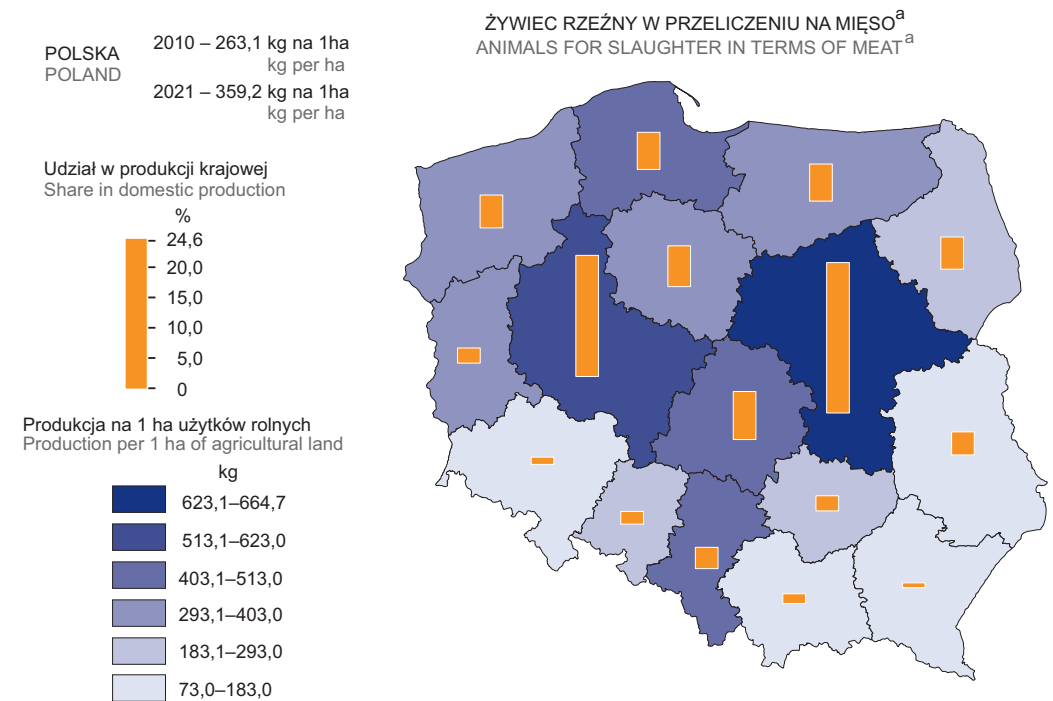 ŻYWIEC RZEŹNY W PRZELICZENIU NA MIĘSOa
ANIMALS FOR SLAUGHTER IN TERMS OF MEATa
POLSKA
POLAND
2010 – 263,1 kg na 1ha
kg per ha
2021 – 359,2 kg na 1ha
kg per ha
Udział w produkcji krajowej
Share in domestic production
%
24,6
20,0
15,0
10,0
5,0
0
Produkcja na 1 ha użytków rolnych
Production per 1 ha of agricultural land
kg
623,1–664,7
513,1–623,0
403,1–513,0
293,1–403,0
183,1–293,0
73,0–183,0